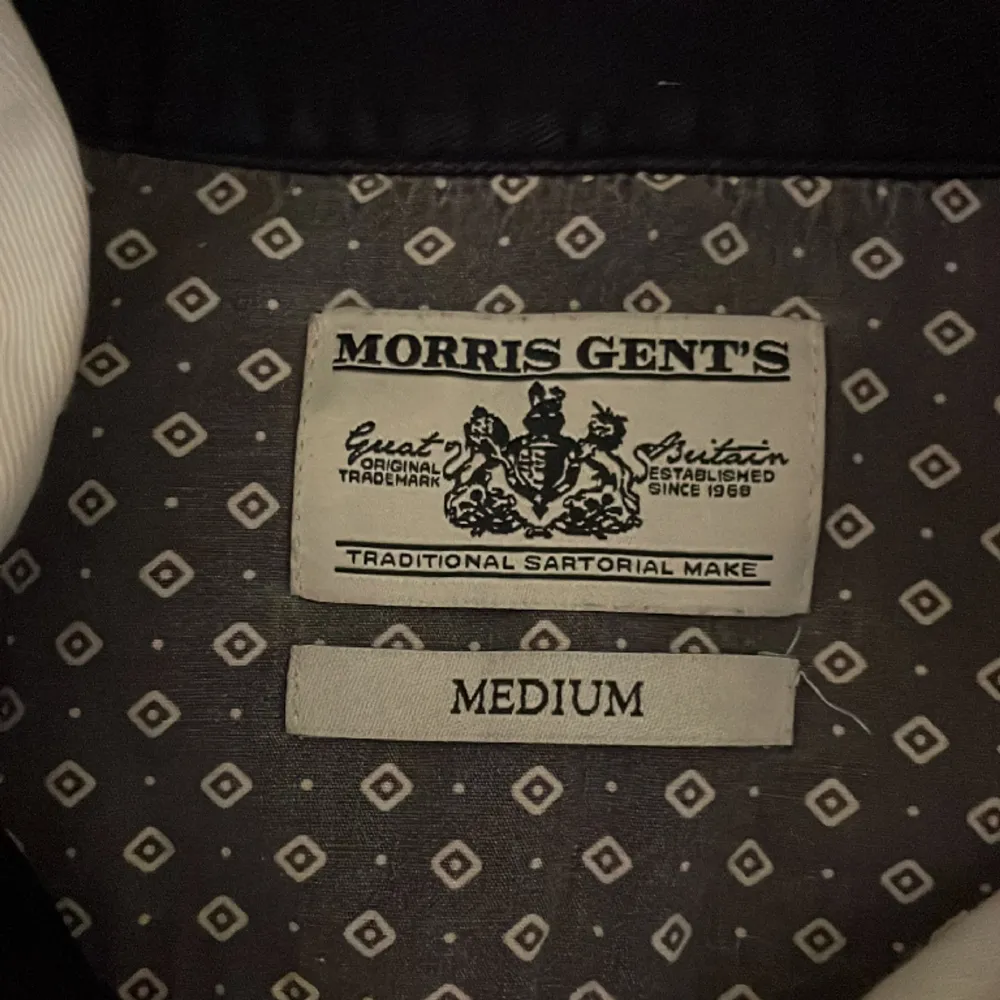 MORRIS GENT'S
Great Britain
ORIGINAL ESTABLISHED
TRADEMARK SINCE 1968
TRADITIONAL SARTORIAL MAKE
MEDIUM